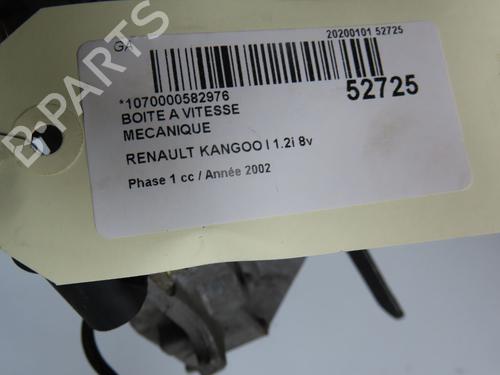 GA
20200101 52725
*1070000582976
52725
BOITE A VITESSE
MECANIQUE
RENAULT KANGOO I 1.2i 8v
Phase 1 cc / Année 2002
B-PARTS